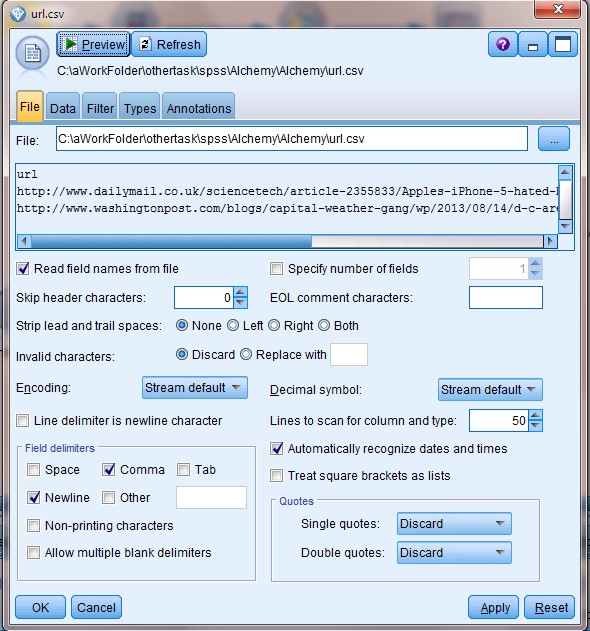 url.csv
Preview Refresh
C:\aWorkFolder\othertask\spss\Alchemy\Alchemy\url.csv
File Data Filter Types Annotations
File: C:\aWorkFolder\othertask\spss\Alchemy\Alchemy\url.csv ...
url
http://www.dailymail.co.uk/sciencetech/article-2355833/Apples-iPhone-5-hated-
http://www.washingtonpost.com/blogs/capital-weather-gang/wp/2013/08/14/d-c-are
Read field names from file Specify number of fields 1
Skip header characters: 0 EOL comment characters:
Strip lead and trail spaces: None Left Right Both
Invalid characters: Discard Replace with
Encoding: Stream default Decimal symbol: Stream default
Line delimiter is newline character Lines to scan for column and type: 50
Field delimiters
Automatically recognize dates and times
Space Comma Tab
Treat square brackets as lists
Newline Other
Quotes
Non-printing characters
Single quotes: Discard
Allow multiple blank delimiters
Double quotes: Discard
OK Cancel Apply Reset